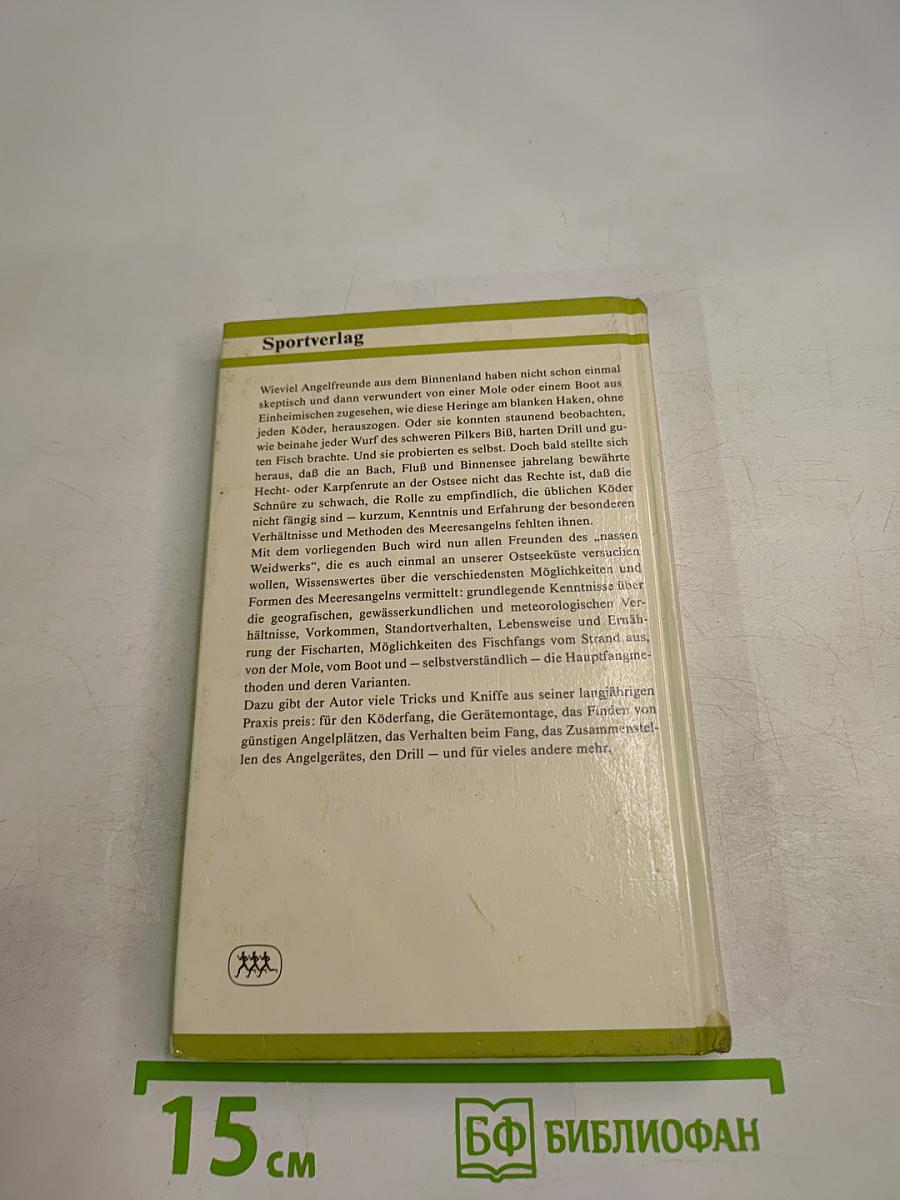 Sportverlag
Wieviel Angelfreunde aus dem Binnenland haben nicht schon einmal
skeptisch und dann verwundert von einer Mole oder einem Boot aus
Einheimischen zugesehen, wie diese Heringe am blanken Haken, ohne
jeden Köder, herauszogen. Oder sie konnten staunend beobachten,
wie beinahe jeder Wurf des schweren Pilkers Biß, harten Drill und gu-
ten Fisch brachte. Und sie probierten es selbst. Doch bald stellte sich
heraus, daß die an Bach, Fluß und Binnensee jahrelang bewährte
Hecht- oder Karpfenrute an der Ostsee nicht das Rechte ist, daß die
Schnüre zu schwach, die Rolle zu empfindlich, die üblichen Köder
nicht fängig sind – kurzum, Kenntnis und Erfahrung der besonderen
Verhältnisse und Methoden des Meeresangelns fehlten ihnen.
Mit dem vorliegenden Buch wird nun allen Freunden des „nassen
Weidwerks“, die es auch einmal an unserer Ostseeküste versuchen
wollen, Wissenswertes über die verschiedensten Möglichkeiten und
Formen des Meeresangelns vermittelt: grundlegende Kenntnisse über
die geografischen, gewässerkundlichen und meteorologischen Ver-
hältnisse, Vorkommen, Standortverhalten, Lebensweise und Ernäh-
rung der Fischarten, Möglichkeiten des Fischfangs vom Strand aus,
von der Mole, vom Boot und – selbstverständlich – die Hauptfangme-
thoden und deren Varianten.
Dazu gibt der Autor viele Tricks und Kniffe aus seiner langjährigen
Praxis preis: für den Köderfang, die Gerätemontage, das Finden von
günstigen Angelplätzen, das Verhalten beim Fang, das Zusammenstel-
len des Angelgerätes, den Drill – und für vieles andere mehr.
15 см
БФ БИБЛИОФАН